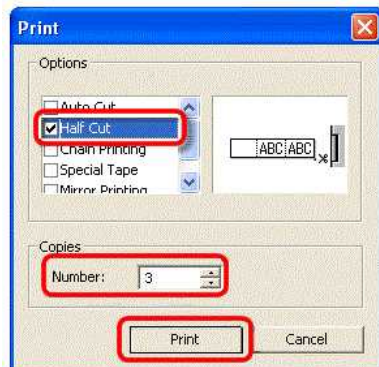 Print
Options
Auto Cut
Half Cut
Chain Printing
Special Tape
Mirror Printing
ABC ABC
Copies
Number: 3
Print Cancel